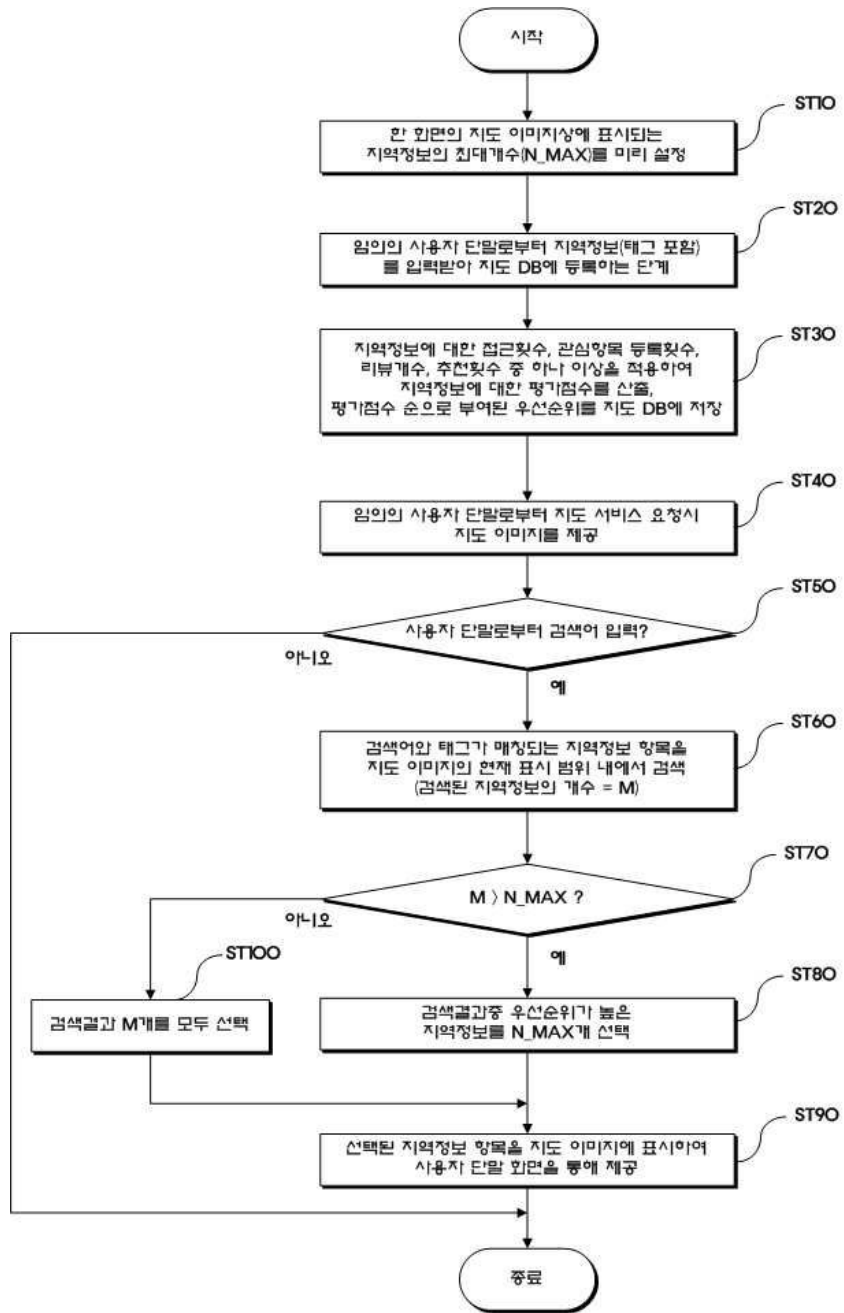 시작
ST10
한 화면의 지도 이미지상에 표시되는
지역정보의 최대개수(N_MAX)를 미리 설정
ST20
임의의 사용자 단말로부터 지역정보(태그 포함)
를 입력받아 지도 DB에 등록하는 단계
ST30
지역정보에 대한 접근횟수, 관심항목 등록횟수,
리뷰개수, 추천횟수 중 하나 이상을 적용하여
지역정보에 대한 평가점수를 산출,
평가점수 순으로 부여된 우선순위를 지도 DB에 저장
ST40
임의의 사용자 단말로부터 지도 서비스 요청시
지도 이미지를 제공
ST50
사용자 단말로부터 검색어 입력?
아니오
예
ST60
검색어와 태그가 매칭되는 지역정보 항목을
지도 이미지의 현재 표시 범위 내에서 검색
(검색된 지역정보의 개수 = M)
ST70
M > N_MAX ?
아니오
예
ST100
ST80
검색결과 M개를 모두 선택
검색결과중 우선순위가 높은
지역정보를 N_MAX개 선택
ST90
선택된 지역정보 항목을 지도 이미지에 표시하여
사용자 단말 화면을 통해 제공
종료